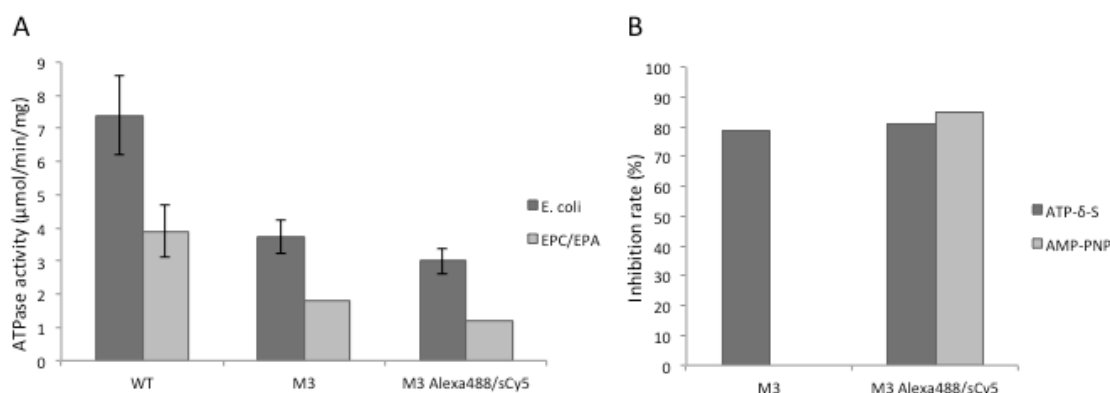 A
ATPase activity (μmol/min/mg)
9
8
7
6
5
4
3
2
1
0
WT
M3
M3 Alexa488/sCy5
E. coli
EPC/EPA
B
Inhibition rate (%)
100
90
80
70
60
50
40
30
20
10
0
M3
M3 Alexa488/sCy5
ATP-δ-S
AMP-PNP